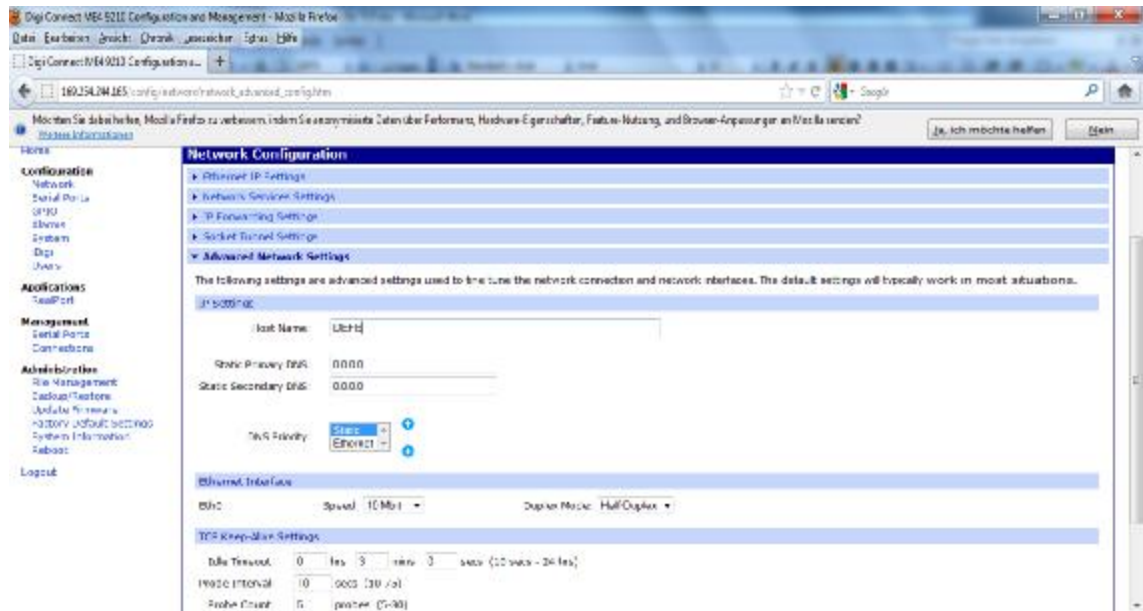 Digi Connect ME4 9210 Configuration and Management - Mozilla Firefox
Datei Bearbeiten Ansicht Chronik Lesezeichen Extras Hilfe
Digi Connect ME4 9210 Configuration a...
169.254.244.165/config/network/network_advanced_config.htm
Google
Möchten Sie dabei helfen, Mozilla Firefox zu verbessern, indem Sie anonymisierte Daten über Performanz, Hardware-Eigenschaften, Feature-Nutzung, und Browser-Anpassungen an Mozilla senden?
Weitere Informationen
Ja, ich möchte helfen
Nein
Home
Configuration
Network
Serial Ports
GPIO
Alarms
System
iDigi
Users
Applications
RealPort
Management
Serial Ports
Connections
Administration
File Management
Backup/Restore
Update Firmware
Factory Default Settings
System Information
Reboot
Logout
Network Configuration
Ethernet IP Settings
Network Services Settings
IP Forwarding Settings
Socket Tunnel Settings
Advanced Network Settings
The following settings are advanced settings used to fine tune the network connection and network interfaces. The default settings will typically work in most situations.
IP Settings
Host Name:
Static Primary DNS: 0.0.0.0
Static Secondary DNS: 0.0.0.0
DNS Priority:
Static
Ethernet
Ethernet Interface
Eth0 Speed: 10 Mbit Duplex Mode: Half-Duplex
TCP Keep-Alive Settings
Idle Timeout: 0 hrs mins secs (10 secs - 24 hrs)
Probe Interval: 10 secs (10-75)
Probe Count: 5 probes (5-30)